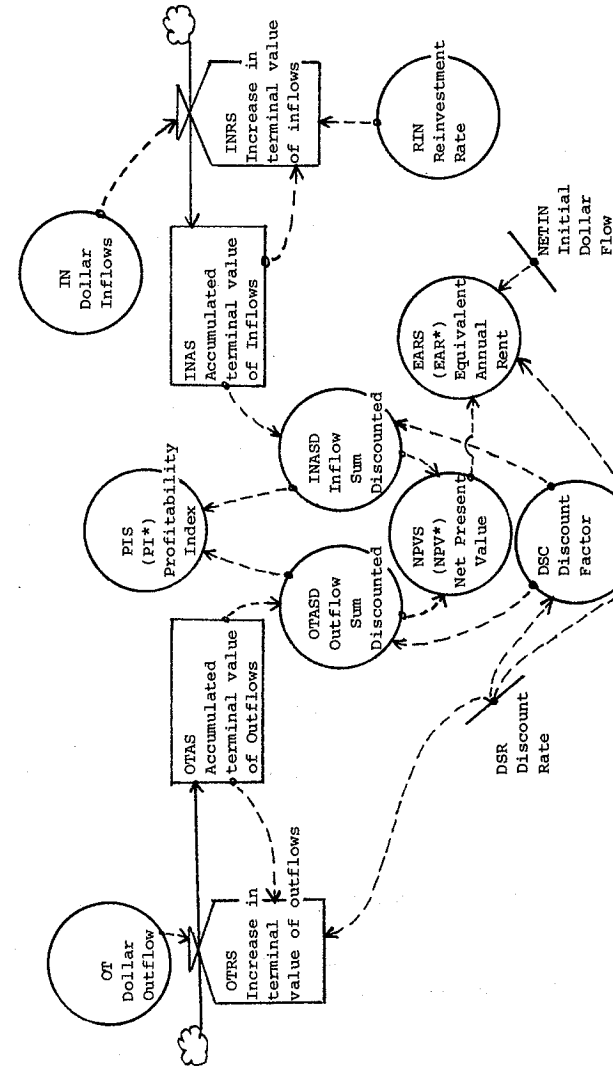 IN
Dollar
Inflows
INAS
Accumulated
terminal value
of Inflows
INRS
Increase in
terminal value
of inflows
RIN
Reinvestment
Rate
PIS
(PI*)
Profitability
Index
INASD
Inflow
Sum
Discounted
EARS
(EAR*)
Equivalent
Annual
Rent
NETIN
Initial
Dollar
Flow
OTASD
Outflow
Sum
Discounted
NPVS
(NPV*)
Net Present
Value
DSC
Discount
Factor
OT
Dollar
Outflow
OTAS
Accumulated
terminal value
of Outflows
OTRS
Increase in
terminal
value of outflows
DSR
Discount
Rate